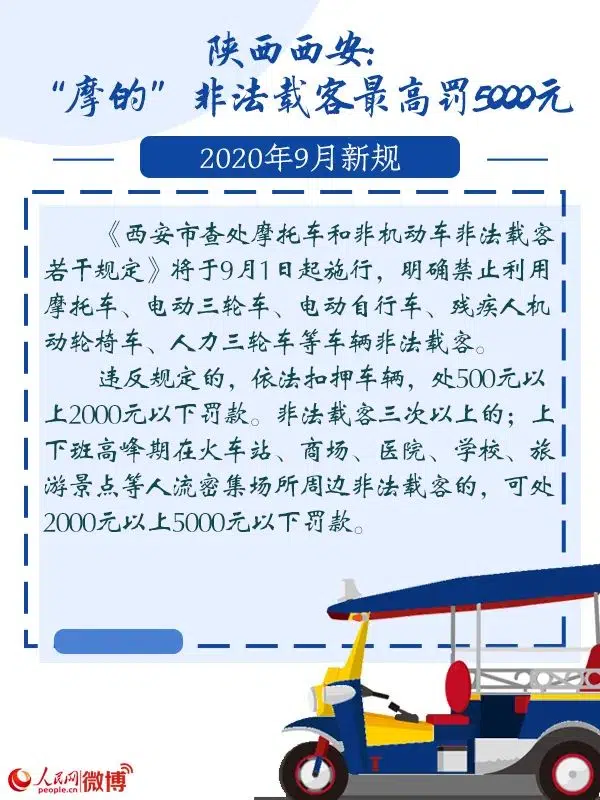 陕西西安:
“摩的”非法载客最高罚5000元
2020年9月新规
《西安市查处摩托车和非机动车非法载客
若干规定》将于9月1日起施行，明确禁止利用
摩托车、电动三轮车、电动自行车、残疾人机
动轮椅车、人力三轮车等车辆非法载客。
违反规定的，依法扣押车辆，处500元以
上2000元以下罚款。非法载客三次以上的；上
下班高峰期在火车站、商场、医院、学校、旅
游景点等人流密集场所周边非法载客的，可处
2000元以上5000元以下罚款。
人民网 微博
people.cn